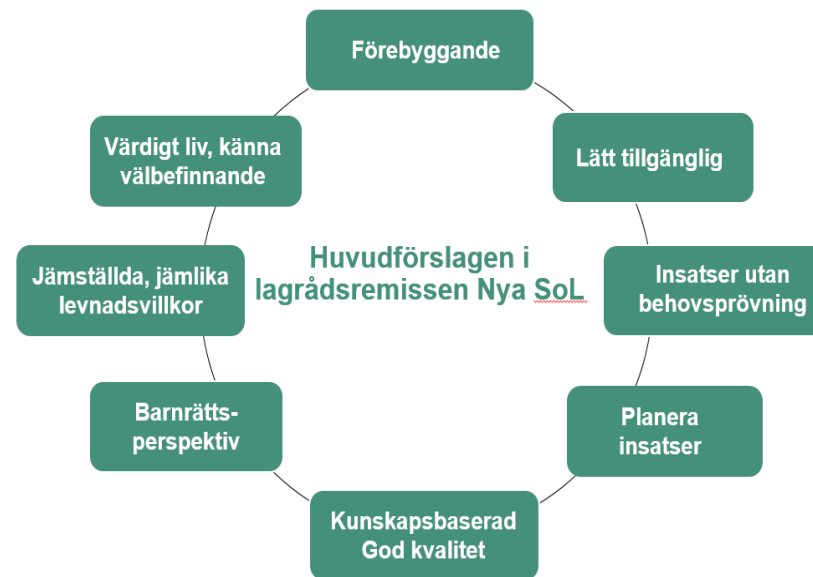 Förebyggande
Lätt tillgänglig
Insatser utan
behovsprövning
Planera
insatser
Kunskapsbaserad
God kvalitet
Barnrätts-
perspektiv
Jämställda, jämlika
levnadsvillkor
Värdigt liv, känna
välbefinnande
Huvudförslagen i
lagrådsremissen Nya SoL